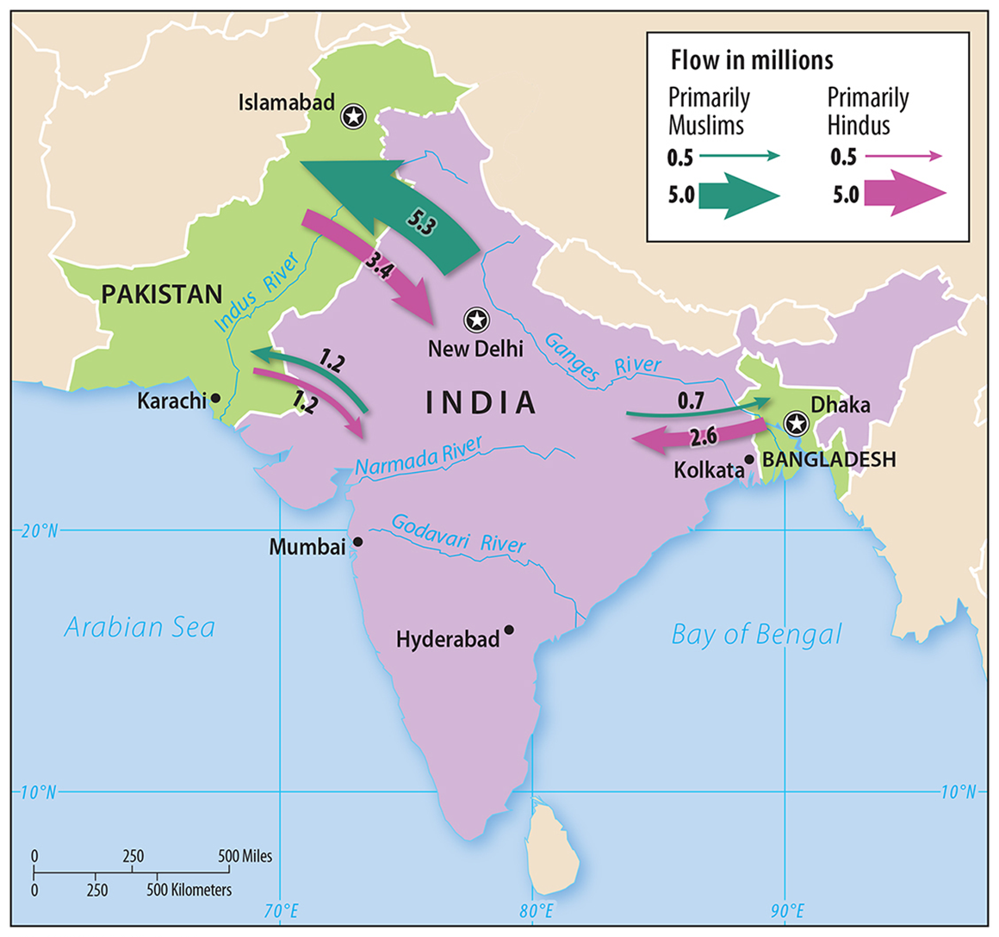 Flow in millions
Primarily
Muslims
Primarily
Hindus
0.5
0.5
5.0
5.0
Islamabad
5.3
3.4
PAKISTAN
Indus River
New Delhi
Ganges River
1.2
1.2
Karachi
INDIA
0.7
2.6
Dhaka
Kolkata
BANGLADESH
Narmada River
20°N
Mumbai
Godavari River
Arabian Sea
Hyderabad
Bay of Bengal
10°N
10°N
0 250 500 Miles
0 250 500 Kilometers
70°E
80°E
90°E